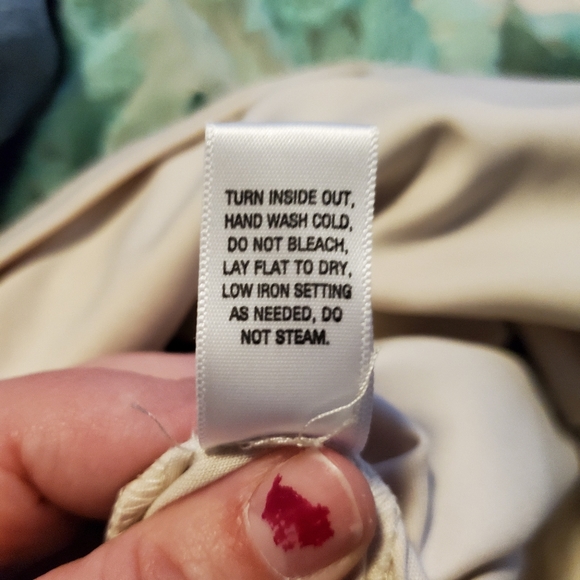 TURN INSIDE OUT,
HAND WASH COLD,
DO NOT BLEACH,
LAY FLAT TO DRY,
LOW IRON SETTING
AS NEEDED, DO
NOT STEAM.